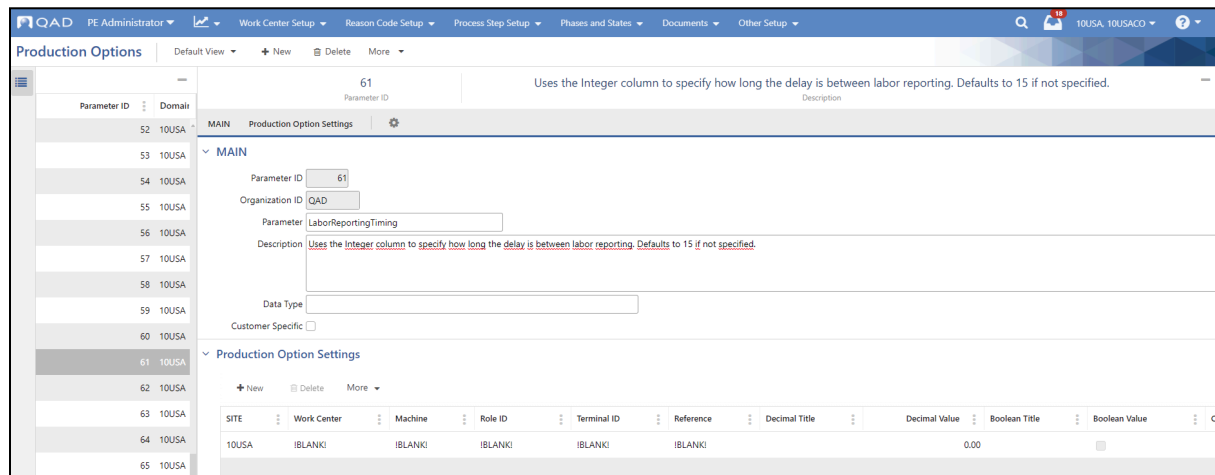 QAD PE Administrator Work Center Setup Reason Code Setup Process Step Setup Phases and States Documents Other Setup 18 10USA, 10USACO ?
Production Options Default View + New Delete More
61 Uses the Integer column to specify how long the delay is between labor reporting. Defaults to 15 if not specified.
Parameter ID Description
Parameter ID Domain
MAIN Production Option Settings
52 10USA
53 10USA
54 10USA
55 10USA
56 10USA
57 10USA
58 10USA
59 10USA
60 10USA
61 10USA
62 10USA
63 10USA
64 10USA
65 10USA
MAIN
Parameter ID 61
Organization ID QAD
Parameter LaborReportingTiming
Description Uses the Integer column to specify how long the delay is between labor reporting. Defaults to 15 if not specified.
Data Type
Customer Specific
Production Option Settings
+ New Delete More
SITE Work Center Machine Role ID Terminal ID Reference Decimal Title Decimal Value Boolean Title Boolean Value
10USA !BLANK! !BLANK! !BLANK! !BLANK! !BLANK! 0.00